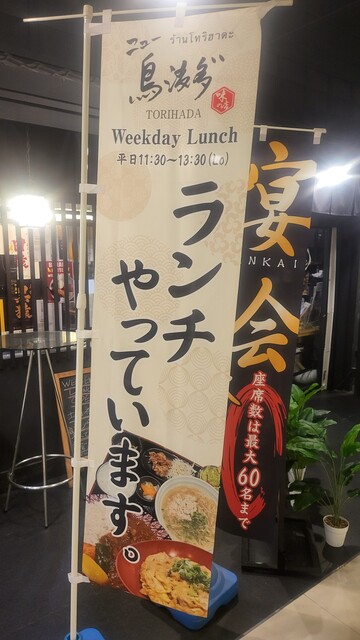 ニュー ร้านโทริฮาดะ
鳥波多゛
TORIHADA
Weekday Lunch
平日11:30〜13:30(Lo)
ランチ
やっています。
宴会
NKAI)
座席数は最大
60名まで